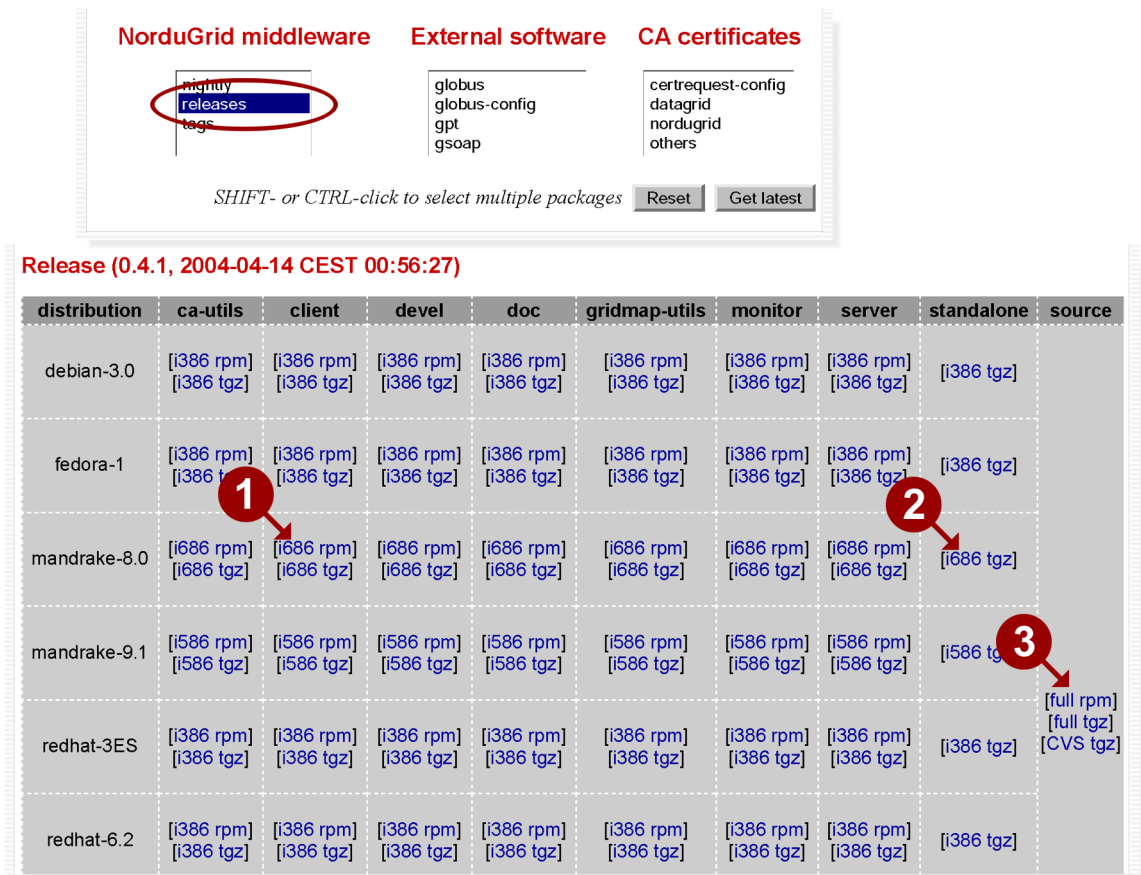 NorduGrid middleware External software CA certificates
nightly globus certrequest-config
releases globus-config datagrid
tags gpt nordugrid
gsoap others
SHIFT- or CTRL-click to select multiple packages Reset Get latest
Release (0.4.1, 2004-04-14 CEST 00:56:27)
distribution ca-utils client devel doc gridmap-utils monitor server standalone source
[i386 rpm] [i386 rpm] [i386 rpm] [i386 rpm] [i386 rpm] [i386 rpm] [i386 rpm]
debian-3.0 [i386 tgz]
[i386 tgz] [i386 tgz] [i386 tgz] [i386 tgz] [i386 tgz] [i386 tgz] [i386 tgz]
[i386 rpm] [i386 rpm] [i386 rpm] [i386 rpm] [i386 rpm] [i386 rpm] [i386 rpm]
fedora-1 [i386 tgz]
[i386 [i386 tgz] [i386 tgz] [i386 tgz] [i386 tgz] [i386 tgz] [i386 tgz]
1 2
[i686 rpm] [i686 rpm] [i686 rpm] [i686 rpm] [i686 rpm] [i686 rpm] [i686 rpm]
mandrake-8.0 [i686 tgz]
[i686 tgz] [i686 tgz] [i686 tgz] [i686 tgz] [i686 tgz] [i686 tgz] [i686 tgz]
3
[i586 rpm] [i586 rpm] [i586 rpm] [i586 rpm] [i586 rpm] [i586 rpm] [i586 rpm]
mandrake-9.1 [i586
[i586 tgz] [i586 tgz] [i586 tgz] [i586 tgz] [i586 tgz] [i586 tgz] [i586 tgz]
[full rpm]
[full tgz]
[CVS tgz]
[i386 rpm] [i386 rpm] [i386 rpm] [i386 rpm] [i386 rpm] [i386 rpm] [i386 rpm]
redhat-3ES [i386 tgz]
[i386 tgz] [i386 tgz] [i386 tgz] [i386 tgz] [i386 tgz] [i386 tgz] [i386 tgz]
[i386 rpm] [i386 rpm] [i386 rpm] [i386 rpm] [i386 rpm] [i386 rpm] [i386 rpm]
redhat-6.2 [i386 tgz]
[i386 tgz] [i386 tgz] [i386 tgz] [i386 tgz] [i386 tgz] [i386 tgz] [i386 tgz]